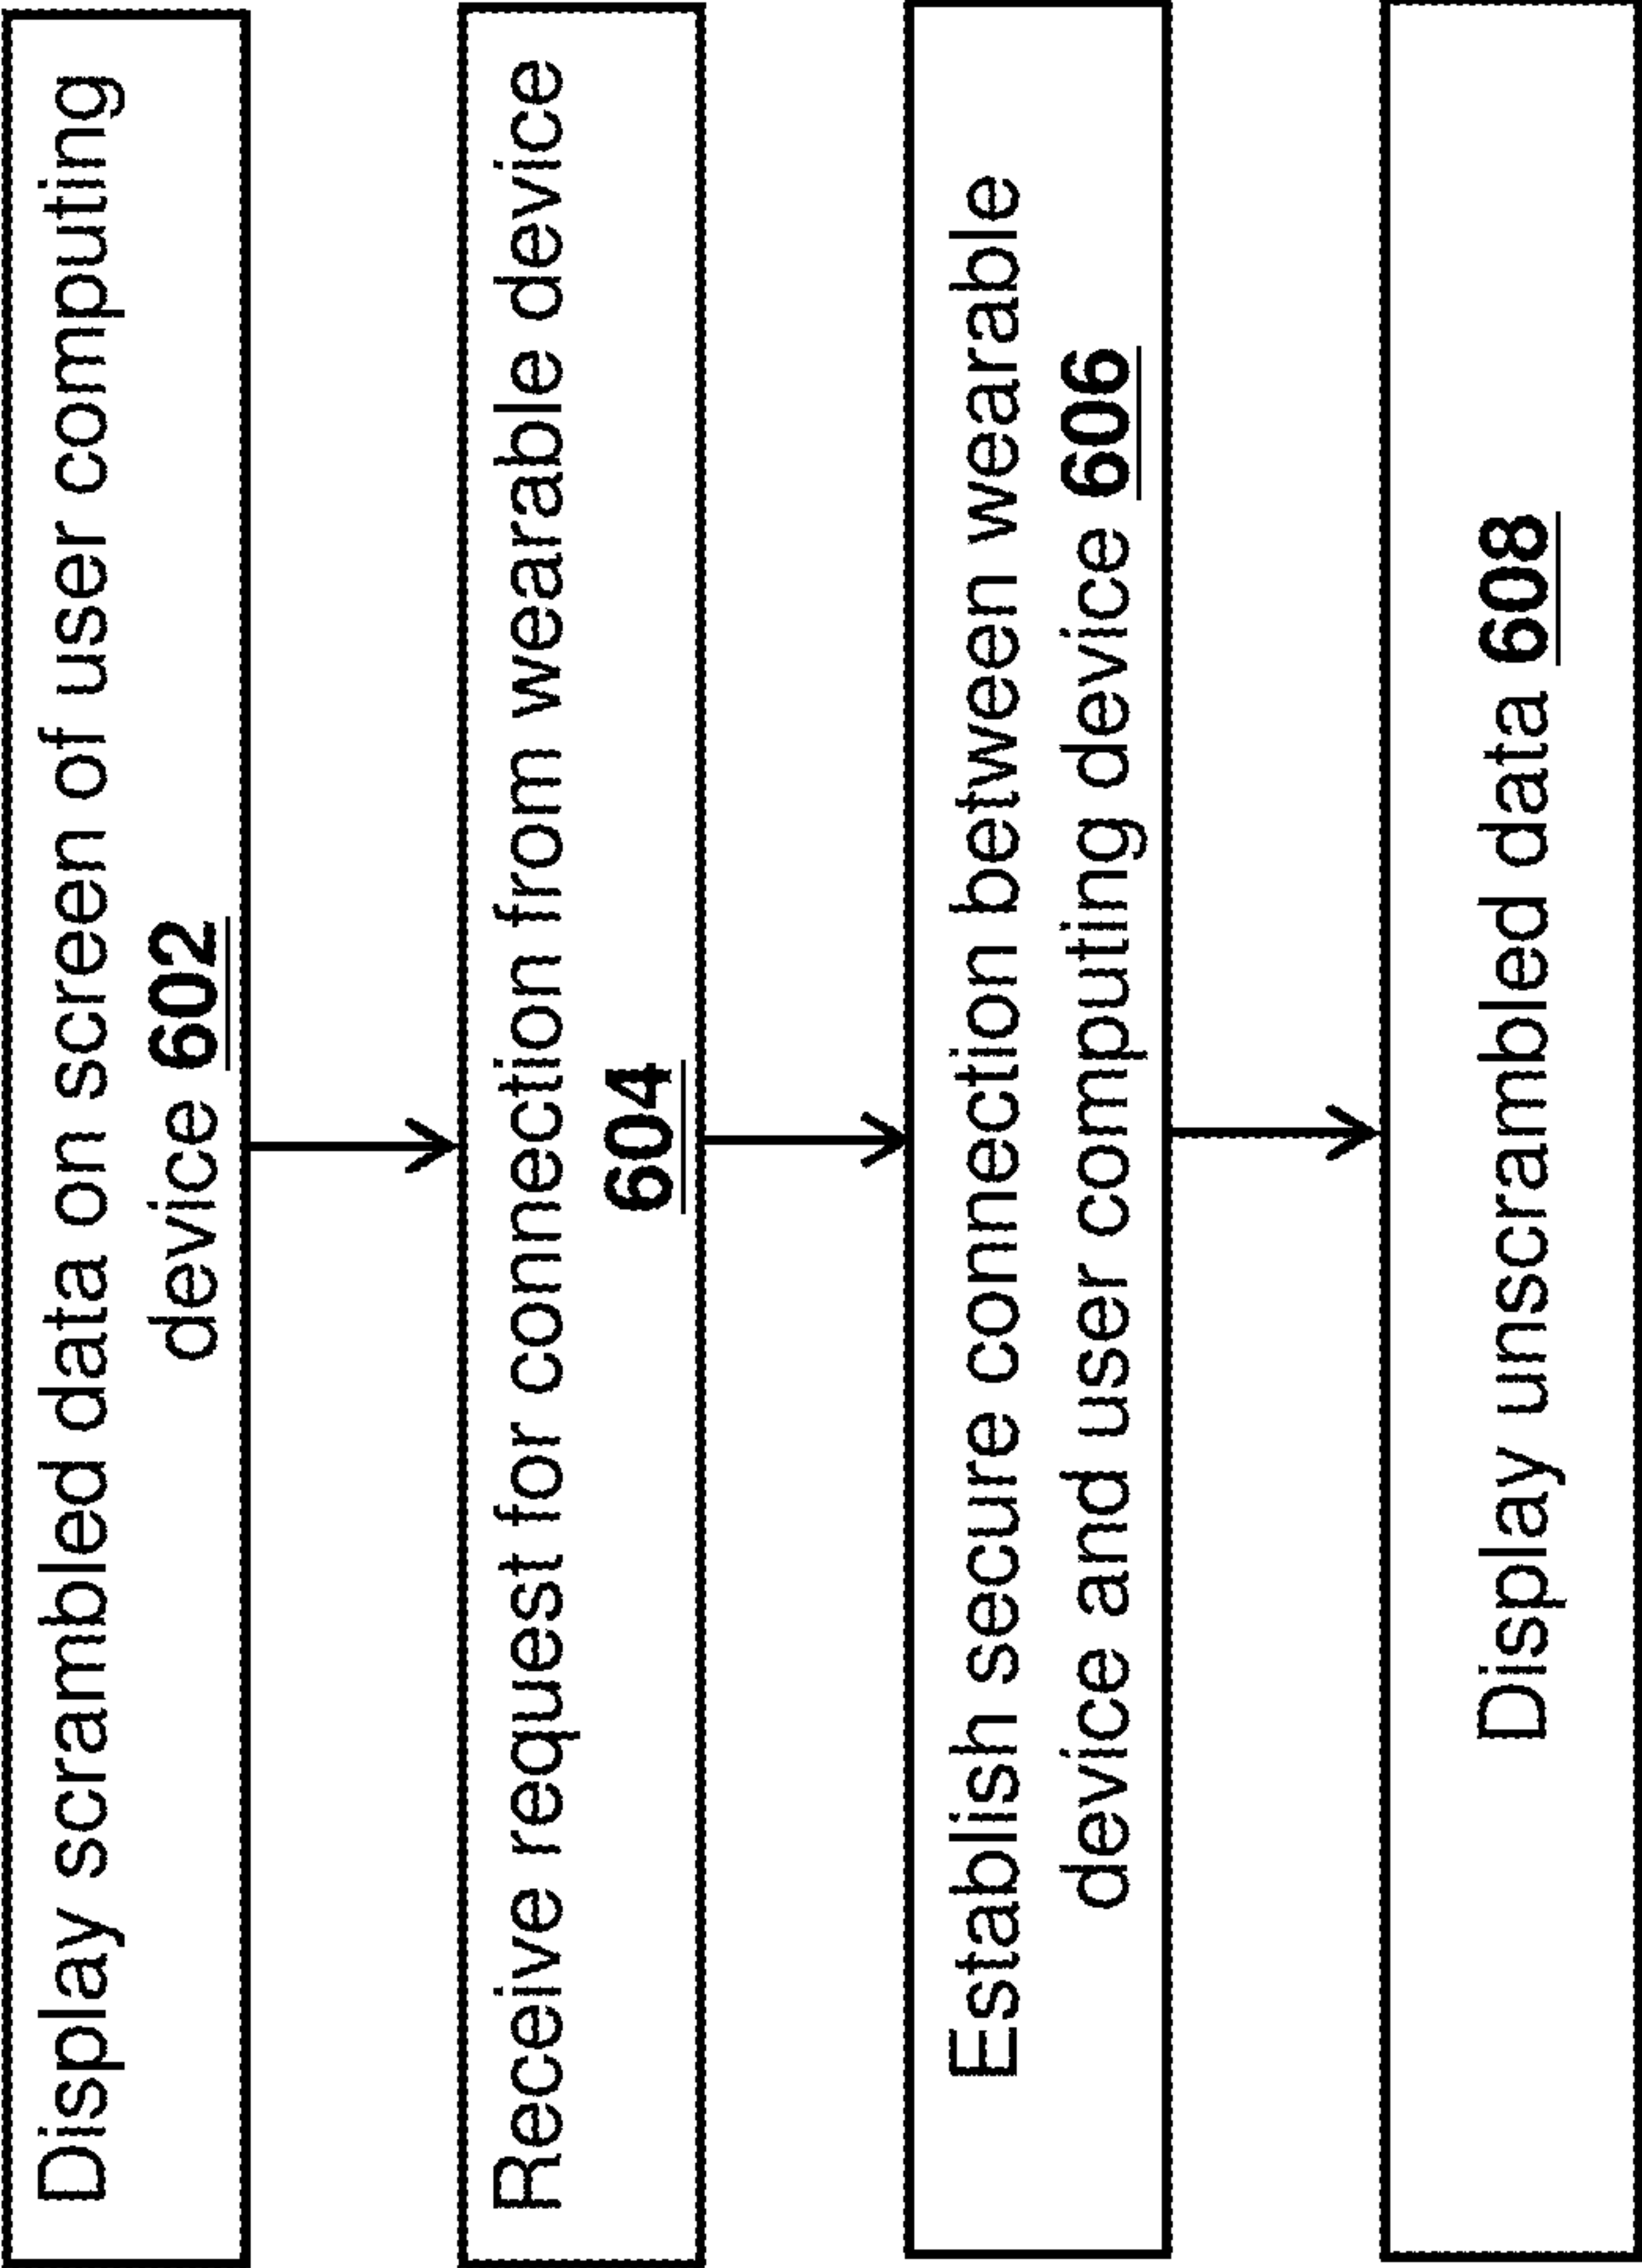 Display scrambled data on screen of user computing
device 602
Receive request for connection from wearable device
604
Establish secure connection between wearable
device and user computing device 606
Display unscrambled data 608